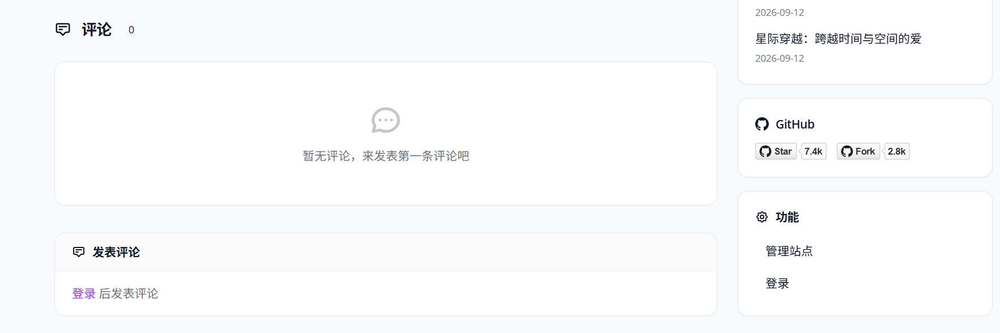 评论 0
暂无评论，来发表第一条评论吧
发表评论
登录 后发表评论
2026-09-12
星际穿越：跨越时间与空间的爱
2026-09-12
GitHub
Star 7.4k Fork 2.8k
功能
管理站点
登录